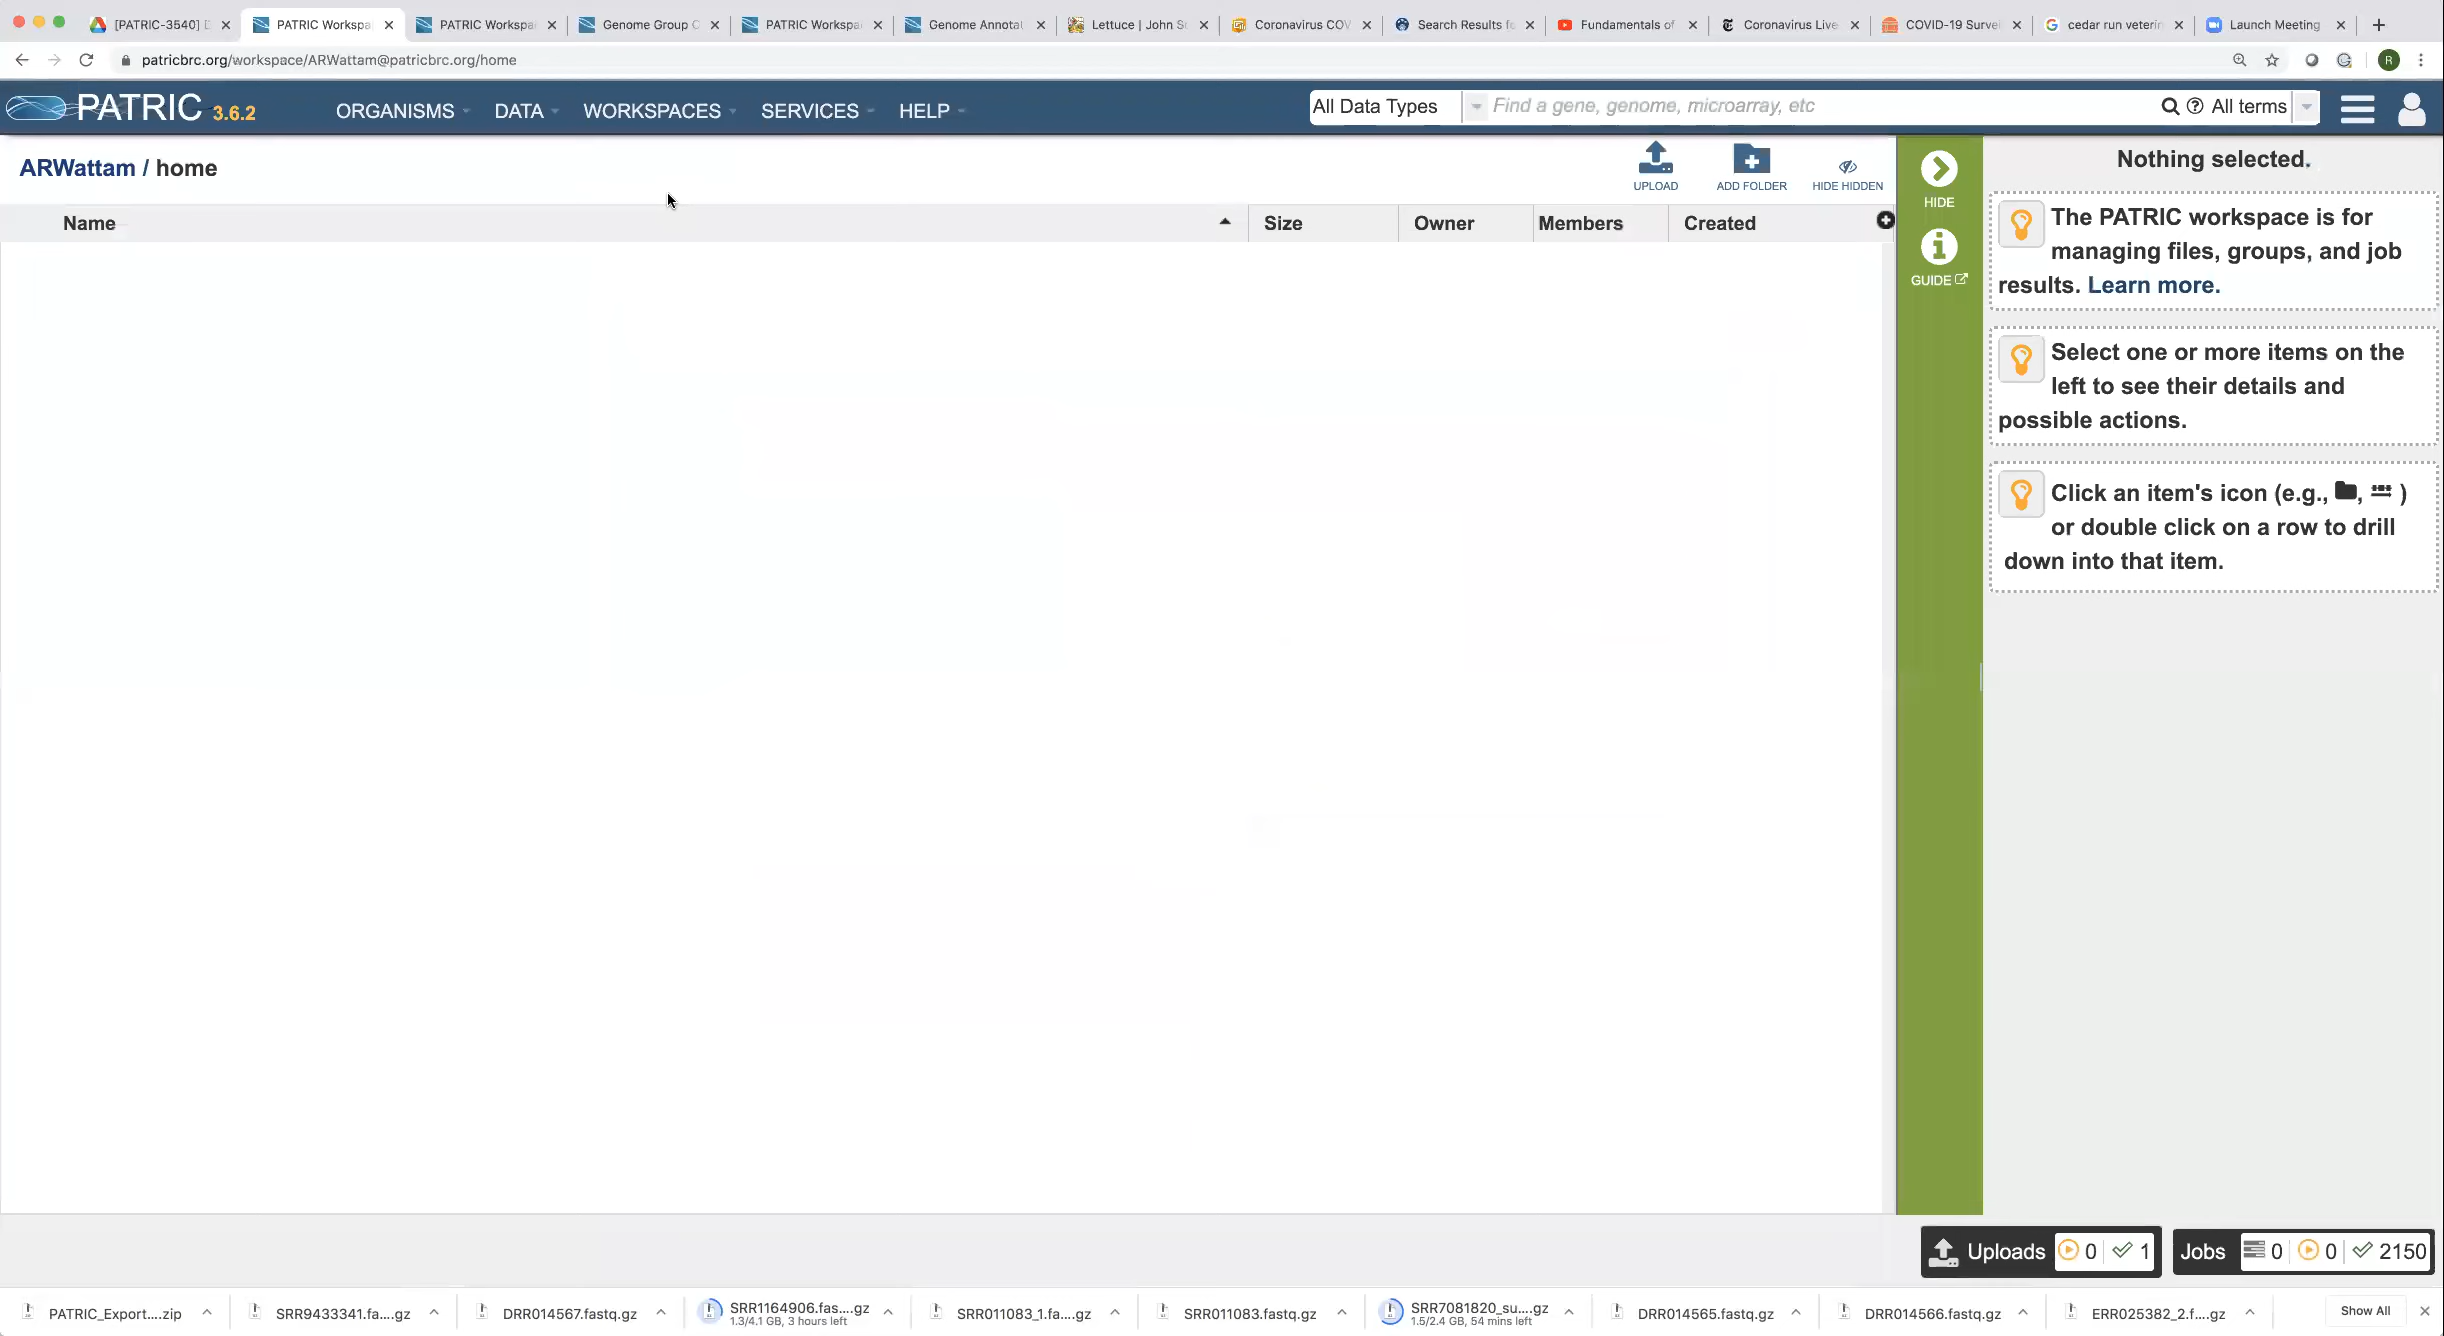 [PATRIC-3540] D
PATRIC Workspa
PATRIC Workspa
Genome Group C
PATRIC Workspa
Genome Annotat
Lettuce | John S
Coronavirus COV
Search Results fo
Fundamentals of
Coronavirus Live
COVID-19 Surve
cedar run veterin
Launch Meeting
patricbrc.org/workspace/ARWattam@patricbrc.org/home
R
PATRIC 3.6.2
ORGANISMS
DATA
WORKSPACES
SERVICES
HELP
All Data Types
Find a gene, genome, microarray, etc
All terms
ARWattam / home
UPLOAD
ADD FOLDER
HIDE HIDDEN
Name
Size
Owner
Members
Created
HIDE
GUIDE
Nothing selected.
The PATRIC workspace is for
managing files, groups, and job
results. Learn more.
Select one or more items on the
left to see their details and
possible actions.
Click an item's icon (e.g., , )
or double click on a row to drill
down into that item.
Uploads 0 1
Jobs 0 0 2150
PATRIC_Export....zip
SRR9433341.fa....gz
DRR014567.fastq.gz
SRR1164906.fas....gz
1.3/4.1 GB, 3 hours left
SRR011083_1.fa....gz
SRR011083.fastq.gz
SRR7081820_su....gz
1.5/2.4 GB, 54 mins left
DRR014565.fastq.gz
DRR014566.fastq.gz
ERR025382_2.f....gz
Show All